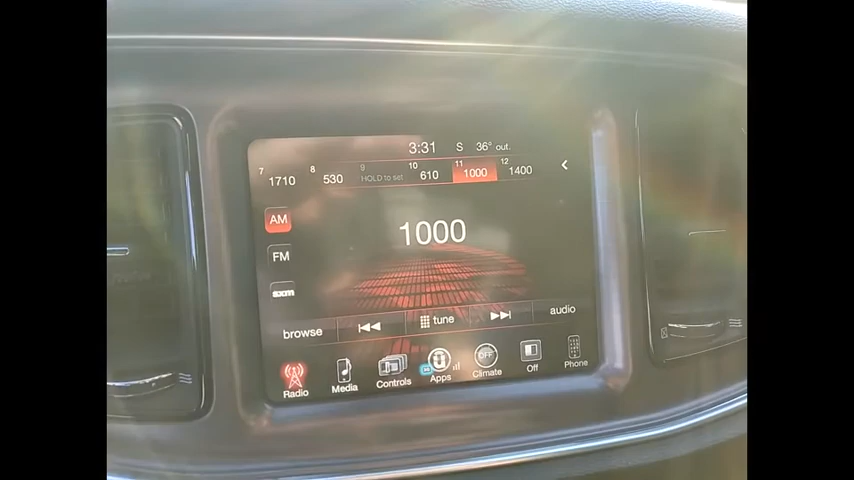 3:31 S 36° out.
7 8 9 10 11 12
1710 530 HOLD to set 610 1000 1400
AM
1000
FM
sxm
browse tune audio
OFF
Radio Media Controls Apps Climate Off Phone